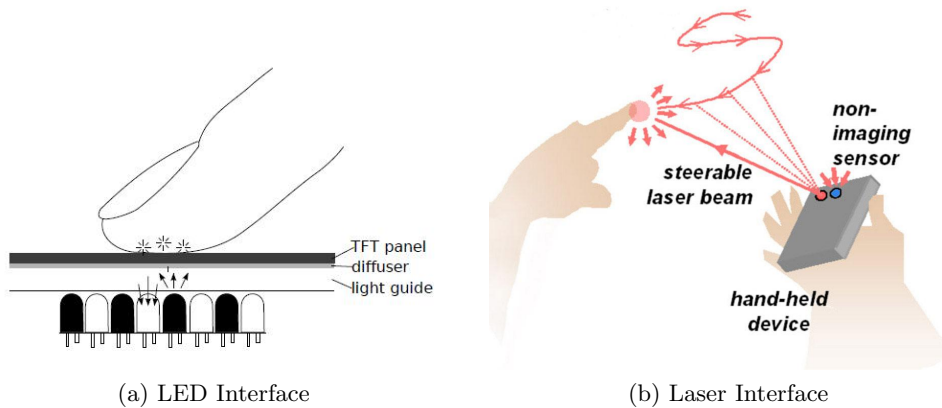 TFT panel
diffuser
light guide
(a) LED Interface
non-
imaging
sensor
steerable
laser beam
hand-held
device
(b) Laser Interface